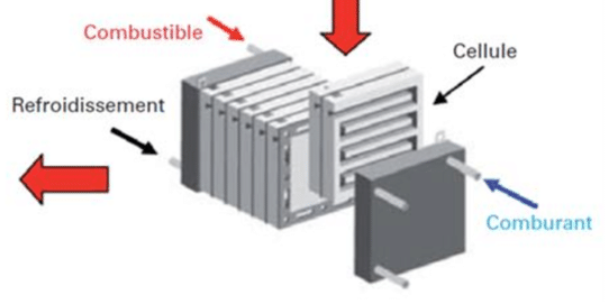 Combustible
Cellule
Refroidissement
Comburant